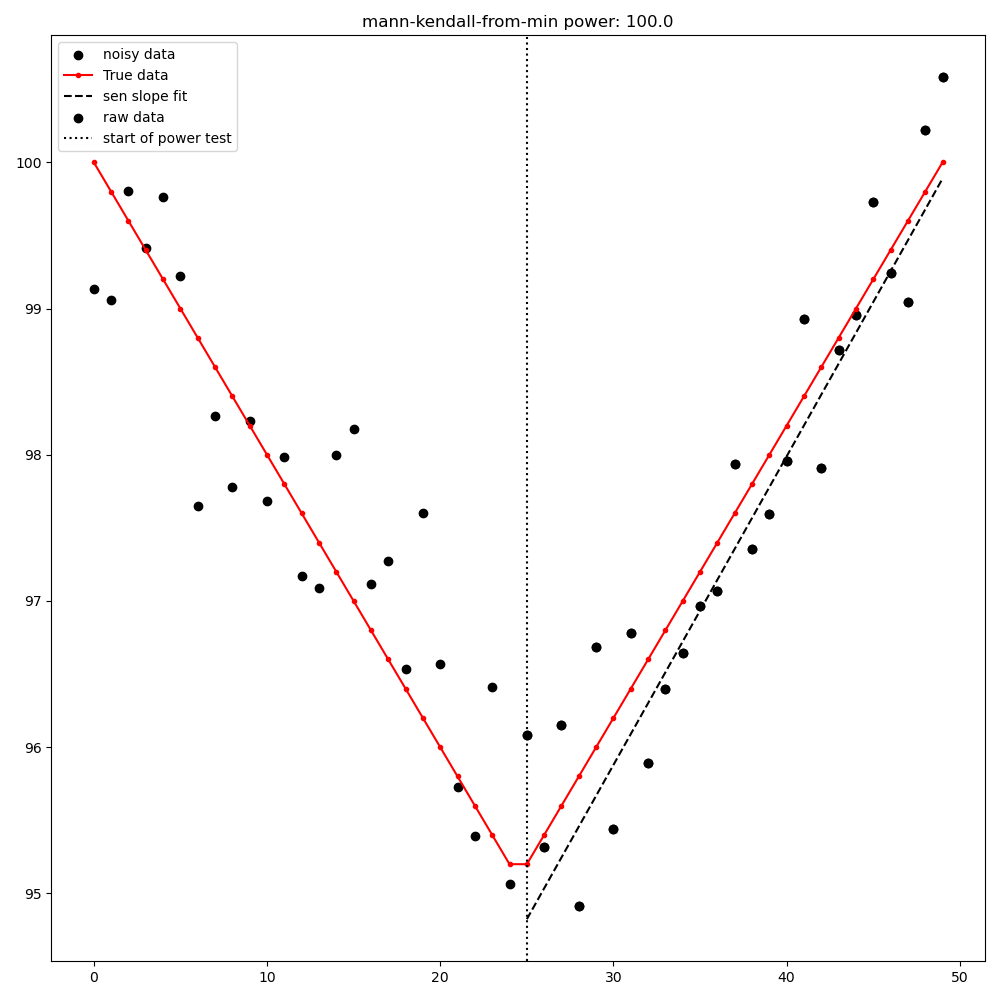 mann-kendall-from-min power: 100.0
noisy data
True data
sen slope fit
raw data
start of power test
100
99
98
97
96
95
0 10 20 30 40 50